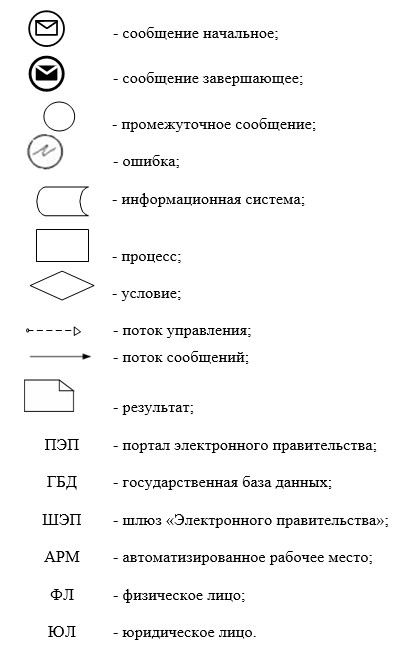 - сообщение начальное;
- сообщение завершающее;
- промежуточное сообщение;
- ошибка;
- информационная система;
- процесс;
- условие;
- поток управления;
- поток сообщений;
- результат;
ПЭП - портал электронного правительства;
ГБД - государственная база данных;
ШЭП - шлюз «Электронного правительства»;
АРМ - автоматизированное рабочее место;
ФЛ - физическое лицо;
ЮЛ - юридическое лицо.